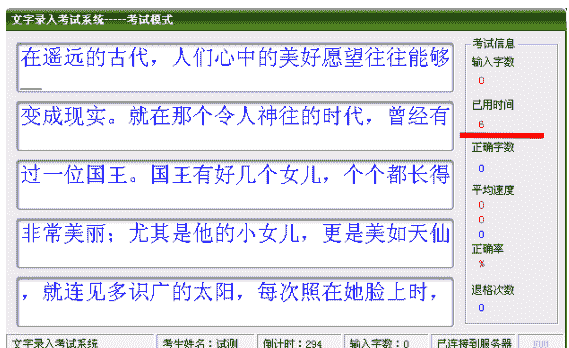 文字录入考试系统-----考试模式
在遥远的古代，人们心中的美好愿望往往能够
变成现实。就在那个令人神往的时代，曾经有
过一位国王。国王有好几个女儿，个个都长得
非常美丽；尤其是他的小女儿，更是美如天仙
，就连见多识广的太阳，每次照在她脸上时，
考试信息
输入字数
0
已用时间
6
正确字数
0
平均速度
0
0
0
正确率
%
退格次数
0
文字录入考试系统 考生姓名：试测 倒计时：294 输入字数：0 已连接到服务器 NUM